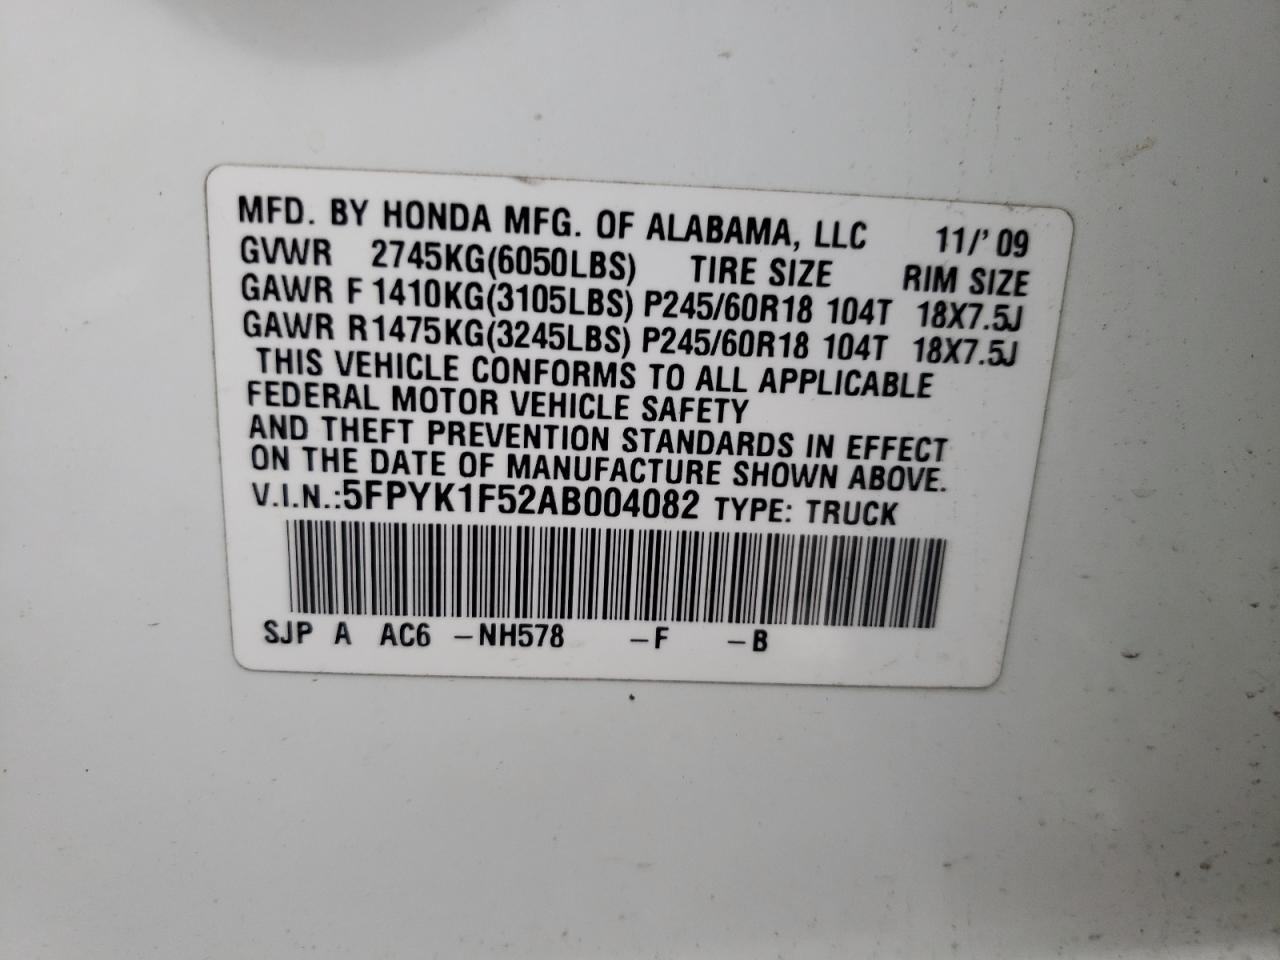 MFD. BY HONDA MFG. OF ALABAMA, LLC 11/' 09
GVWR 2745KG(6050LBS) TIRE SIZE RIM SIZE
GAWR F 1410KG(3105LBS) P245/60R18 104T 18X7.5J
GAWR R1475KG(3245LBS) P245/60R18 104T 18X7.5J
THIS VEHICLE CONFORMS TO ALL APPLICABLE
FEDERAL MOTOR VEHICLE SAFETY
AND THEFT PREVENTION STANDARDS IN EFFECT
ON THE DATE OF MANUFACTURE SHOWN ABOVE.
V.I.N.:5FPYK1F52AB004082 TYPE: TRUCK
SJP A AC6 -NH578 -F -B